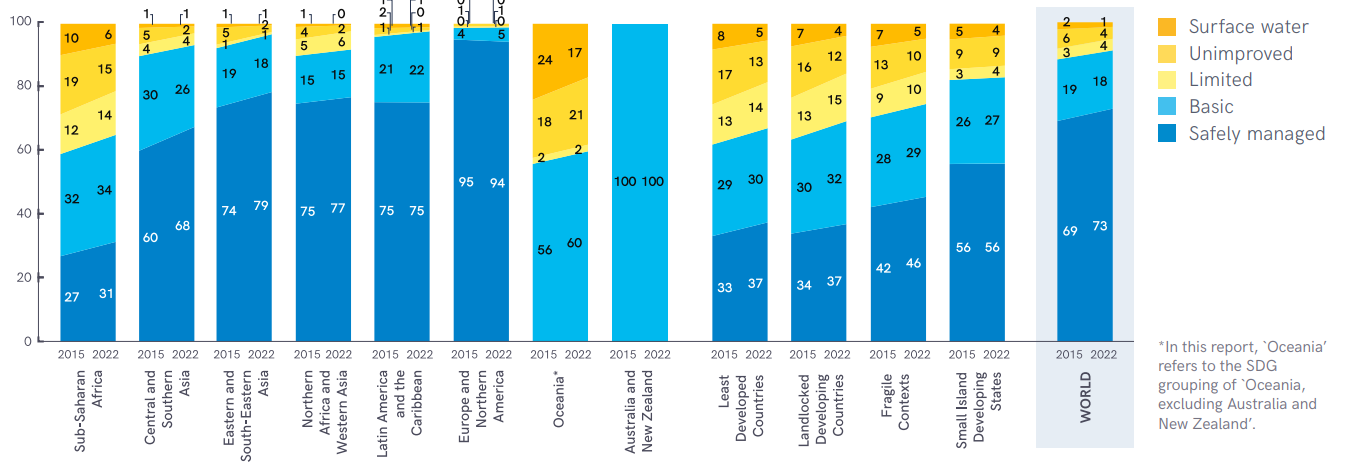 100
80
60
40
20
0
10 6
19 15
12 14
32 34
27 31
2015 2022
Sub-Saharan
Africa
1 1
5 2
4 4
30 26
60 68
2015 2022
Central and
Southern
Asia
1 1
5 2
1 1
19 18
74 79
2015 2022
Eastern and
South-Eastern
Asia
1 0
4 2
5 6
15 15
75 77
2015 2022
Northern
Africa and
Western Asia
2 0
1 1
21 22
75 75
2015 2022
Latin America
and the
Caribbean
1 1
0 0
4 5
95 94
2015 2022
Europe and
Northern
America
24 17
18 21
2 2
56 60
2015 2022
Oceania*
100 100
2015 2022
Australia and
New Zealand
8 5
17 13
13 14
29 30
33 37
2015 2022
Least
Developed
Countries
7 4
16 12
13 15
30 32
34 37
2015 2022
Landlocked
Developing
Countries
7 5
13 10
9 10
28 29
42 46
2015 2022
Fragile
Contexts
5 4
9 9
3 4
26 27
56 56
2015 2022
Small Island
Developing
States
2 1
6 4
3 4
19 18
69 73
2015 2022
WORLD
Surface water
Unimproved
Limited
Basic
Safely managed
*In this report, `Oceania’
refers to the SDG
grouping of `Oceania,
excluding Australia and
New Zealand’.